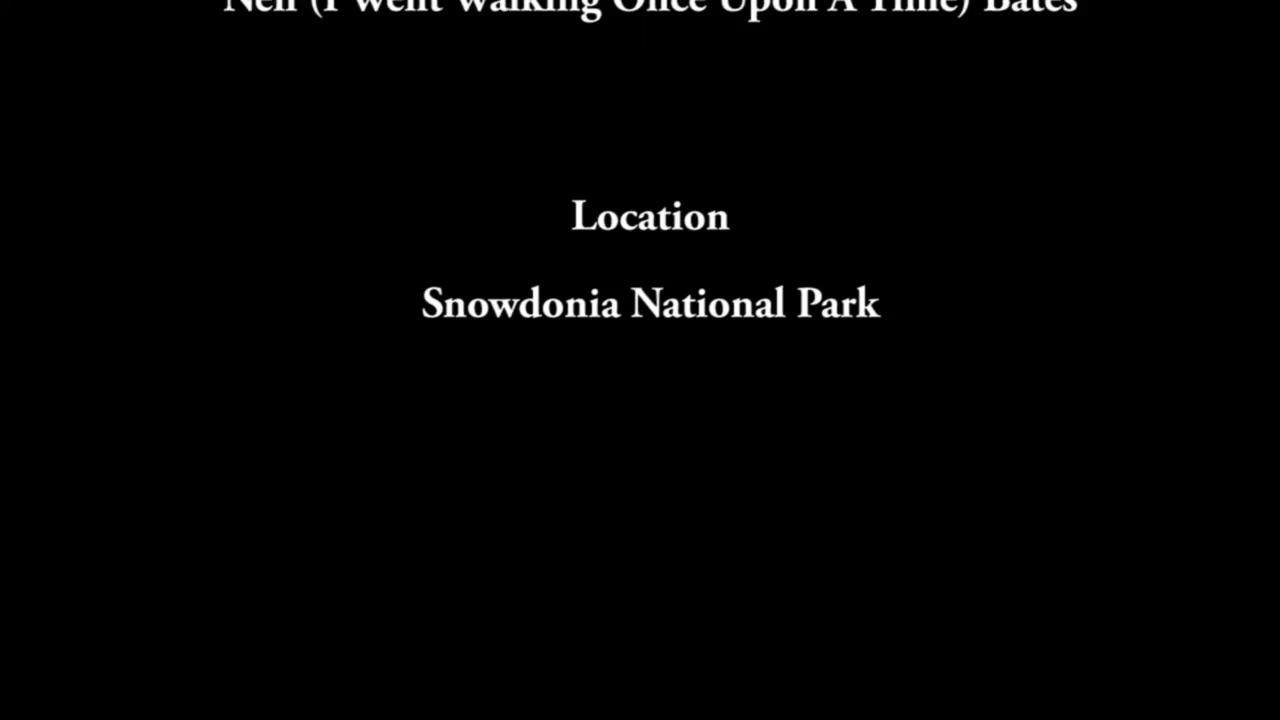 Neil (I Went Walking Once Upon A Time) Bates
Location
Snowdonia National Park